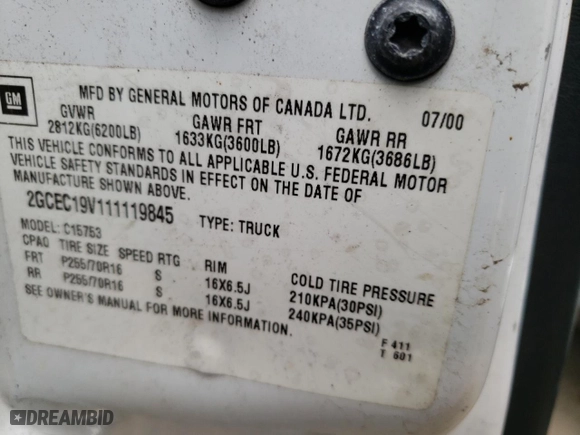 GM
MFD BY GENERAL MOTORS OF CANADA LTD. 07/00
GVWR GAWR FRT GAWR RR
2812KG(6200LB) 1633KG(3600LB) 1672KG(3686LB)
THIS VEHICLE CONFORMS TO ALL APPLICABLE U.S. FEDERAL MOTOR
VEHICLE SAFETY STANDARDS IN EFFECT ON THE DATE OF
MANUFACTURE SHOWN ABOVE.
2GCEC19V111119845 TYPE: TRUCK
MODEL: C15753
CPAO TIRE SIZE SPEED RTG RIM COLD TIRE PRESSURE
FRT P255/70R16 S 16X6.5J 210KPA(30PSI)
RR P255/70R16 S 16X6.5J 240KPA(35PSI)
SEE OWNER'S MANUAL FOR MORE INFORMATION.
F 411
T 601
DREAMBID